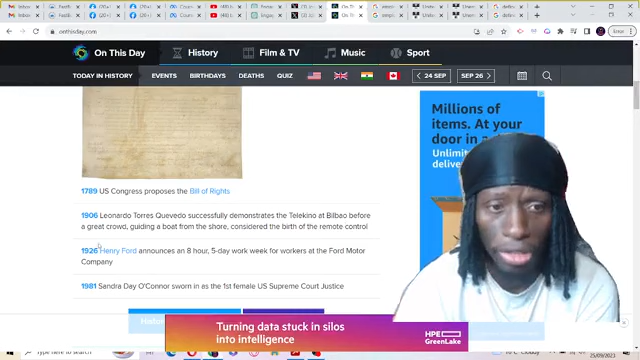 onthisday.com
On This Day
History
Film & TV
Music
Sport
TODAY IN HISTORY
EVENTS
BIRTHDAYS
DEATHS
QUIZ
24 SEP
SEP 26
Millions of
items. At your
door in a
Unlimit
deliver
1789 US Congress proposes the Bill of Rights
1906 Leonardo Torres Quevedo successfully demonstrates the Telekino at Bilbao before
a great crowd, guiding a boat from the shore, considered the birth of the remote control
1926 Henry Ford announces an 8 hour, 5-day work week for workers at the Ford Motor
Company
1981 Sandra Day O'Connor sworn in as the 1st female US Supreme Court Justice
Turning data stuck in silos
into intelligence
HPE
GreenLake
Type here to search
Cloudy
25/09/2023